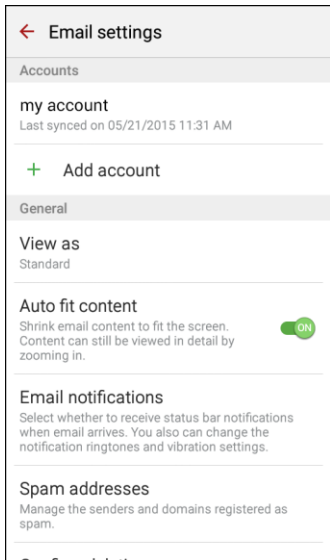 Email settings
Accounts
my account
Last synced on 05/21/2015 11:31 AM
+ Add account
General
View as
Standard
Auto fit content
Shrink email content to fit the screen.
Content can still be viewed in detail by
zooming in.
ON
Email notifications
Select whether to receive status bar notifications
when email arrives. You also can change the
notification ringtones and vibration settings.
Spam addresses
Manage the senders and domains registered as
spam.